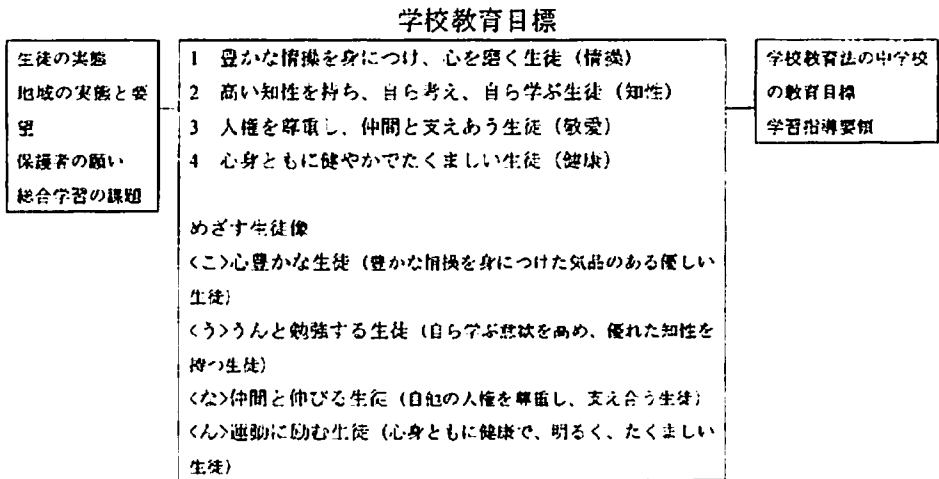 学校教育目標
生徒の実態
地域の実態と要
望
保護者の願い
総合学習の課題
1 豊かな情操を身につけ、心を磨く生徒（情操）
2 高い知性を持ち、自ら考え、自ら学ぶ生徒（知性）
3 人権を尊重し、仲間と支えあう生徒（敬愛）
4 心身ともに健やかでたくましい生徒（健康）
めざす生徒像
<こ>心豊かな生徒（豊かな情操を身につけた気品のある優しい
生徒）
<う>うんと勉強する生徒（自ら学ぶ意欲を高め、優れた知性を
持つ生徒）
<な>仲間と伸びる生徒（自他の人権を尊重し、支え合う生徒）
<ん>運動に励む生徒（心身ともに健康で、明るく、たくましい
生徒）
学校教育法の中学校
の教育目標
学習指導要領